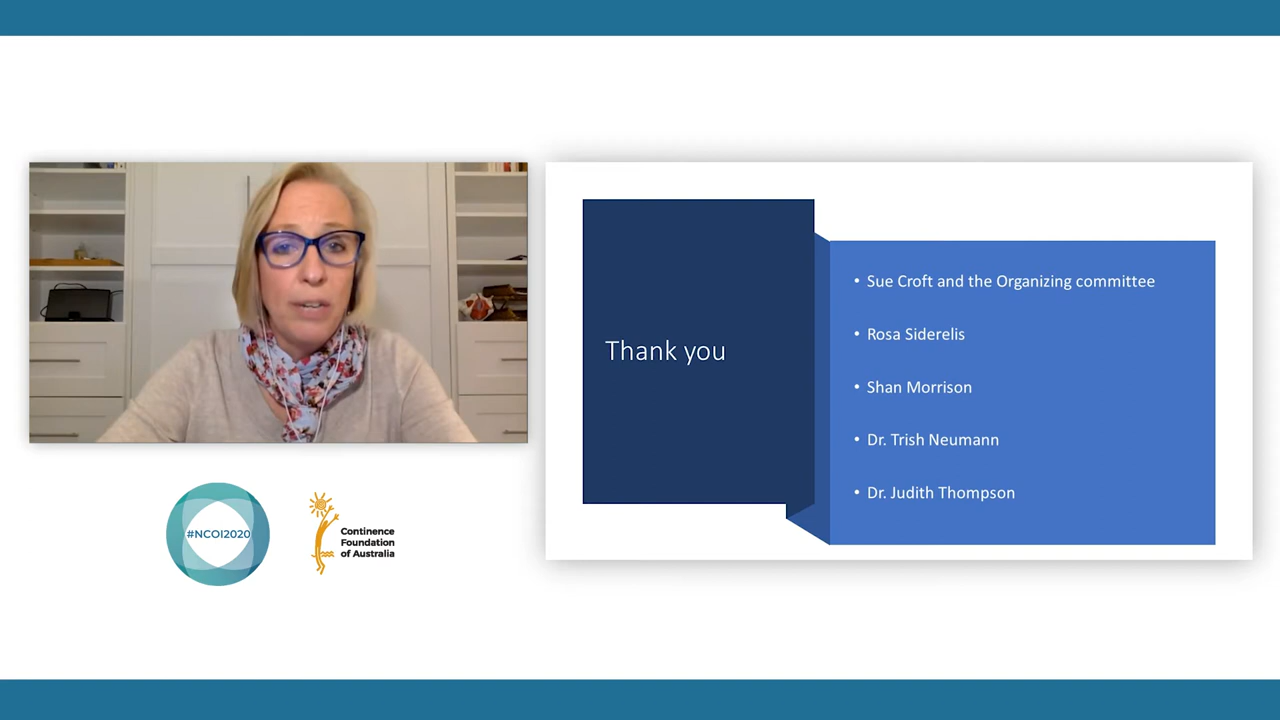 #NCOI2020
Continence
Foundation
of Australia
Thank you
• Sue Croft and the Organizing committee
• Rosa Siderelis
• Shan Morrison
• Dr. Trish Neumann
• Dr. Judith Thompson